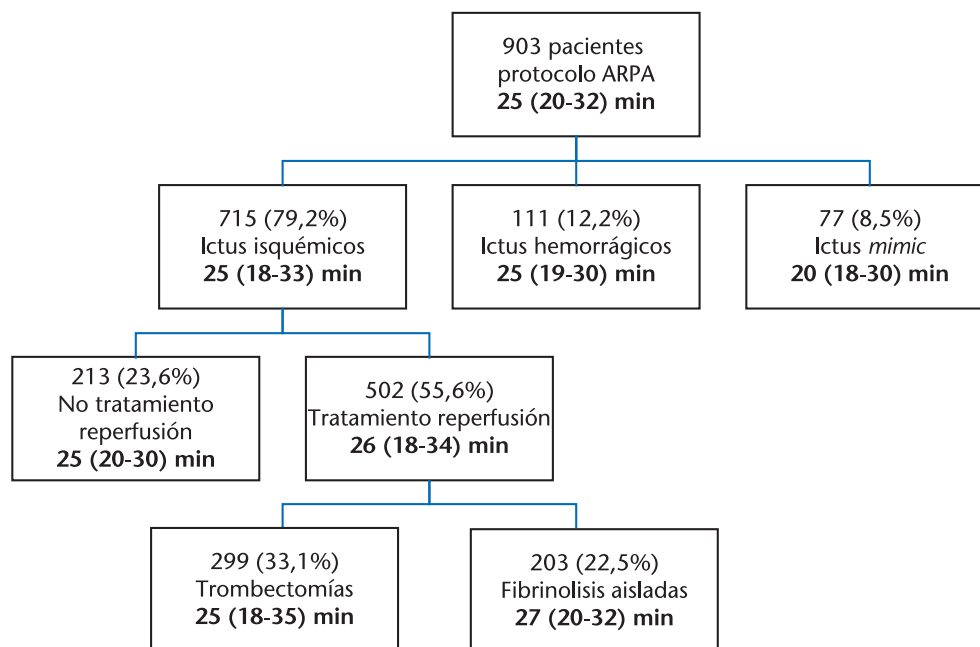 903 pacientes
protocolo ARPA
25 (20-32) min
715 (79,2%)
Ictus isquémicos
25 (18-33) min
111 (12,2%)
Ictus hemorrágicos
25 (19-30) min
77 (8,5%)
Ictus mimic
20 (18-30) min
213 (23,6%)
No tratamiento
reperfusión
25 (20-30) min
502 (55,6%)
Tratamiento reperfusión
26 (18-34) min
299 (33,1%)
Trombectomías
25 (18-35) min
203 (22,5%)
Fibrinolisis aisladas
27 (20-32) min